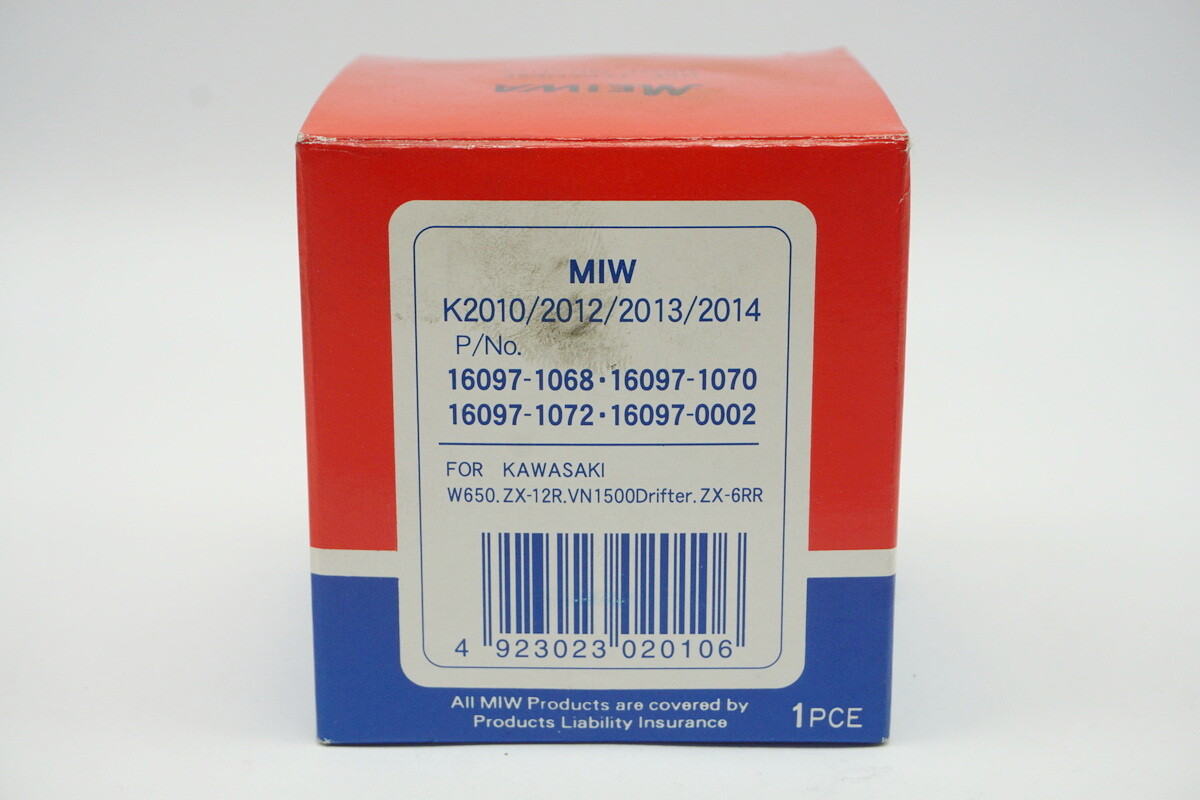 MEIWA
MIW
K2010/2012/2013/2014
P/No.
16097-1068・16097-1070
16097-1072・16097-0002
FOR KAWASAKI
W650.ZX-12R.VN1500Drifter.ZX-6RR
4 923023 020106
All MIW Products are covered by
Products Liability Insurance
1PCE